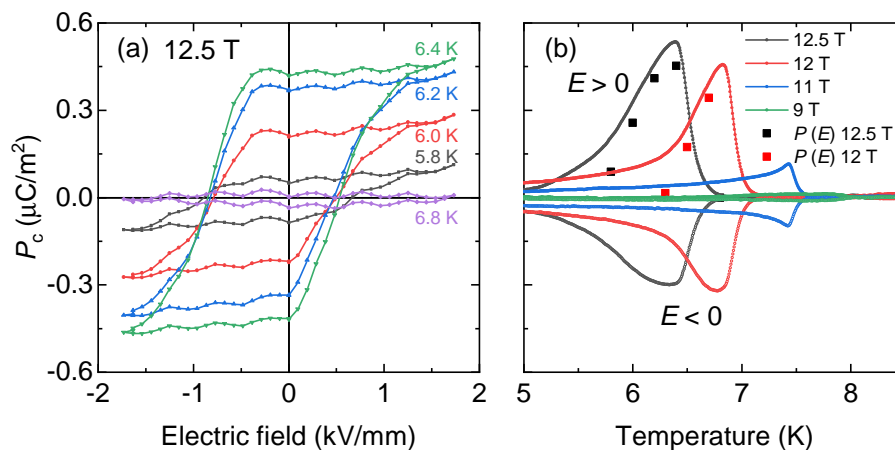 (a) 12.5 T
6.4 K
6.2 K
6.0 K
5.8 K
6.8 K
0.6
0.3
0.0
-0.3
-0.6
Pc (μC/m²)
-2 -1 0 1 2
Electric field (kV/mm)
(b)
E > 0
E < 0
12.5 T
12 T
11 T
9 T
P (E) 12.5 T
P (E) 12 T
5 6 7 8
Temperature (K)